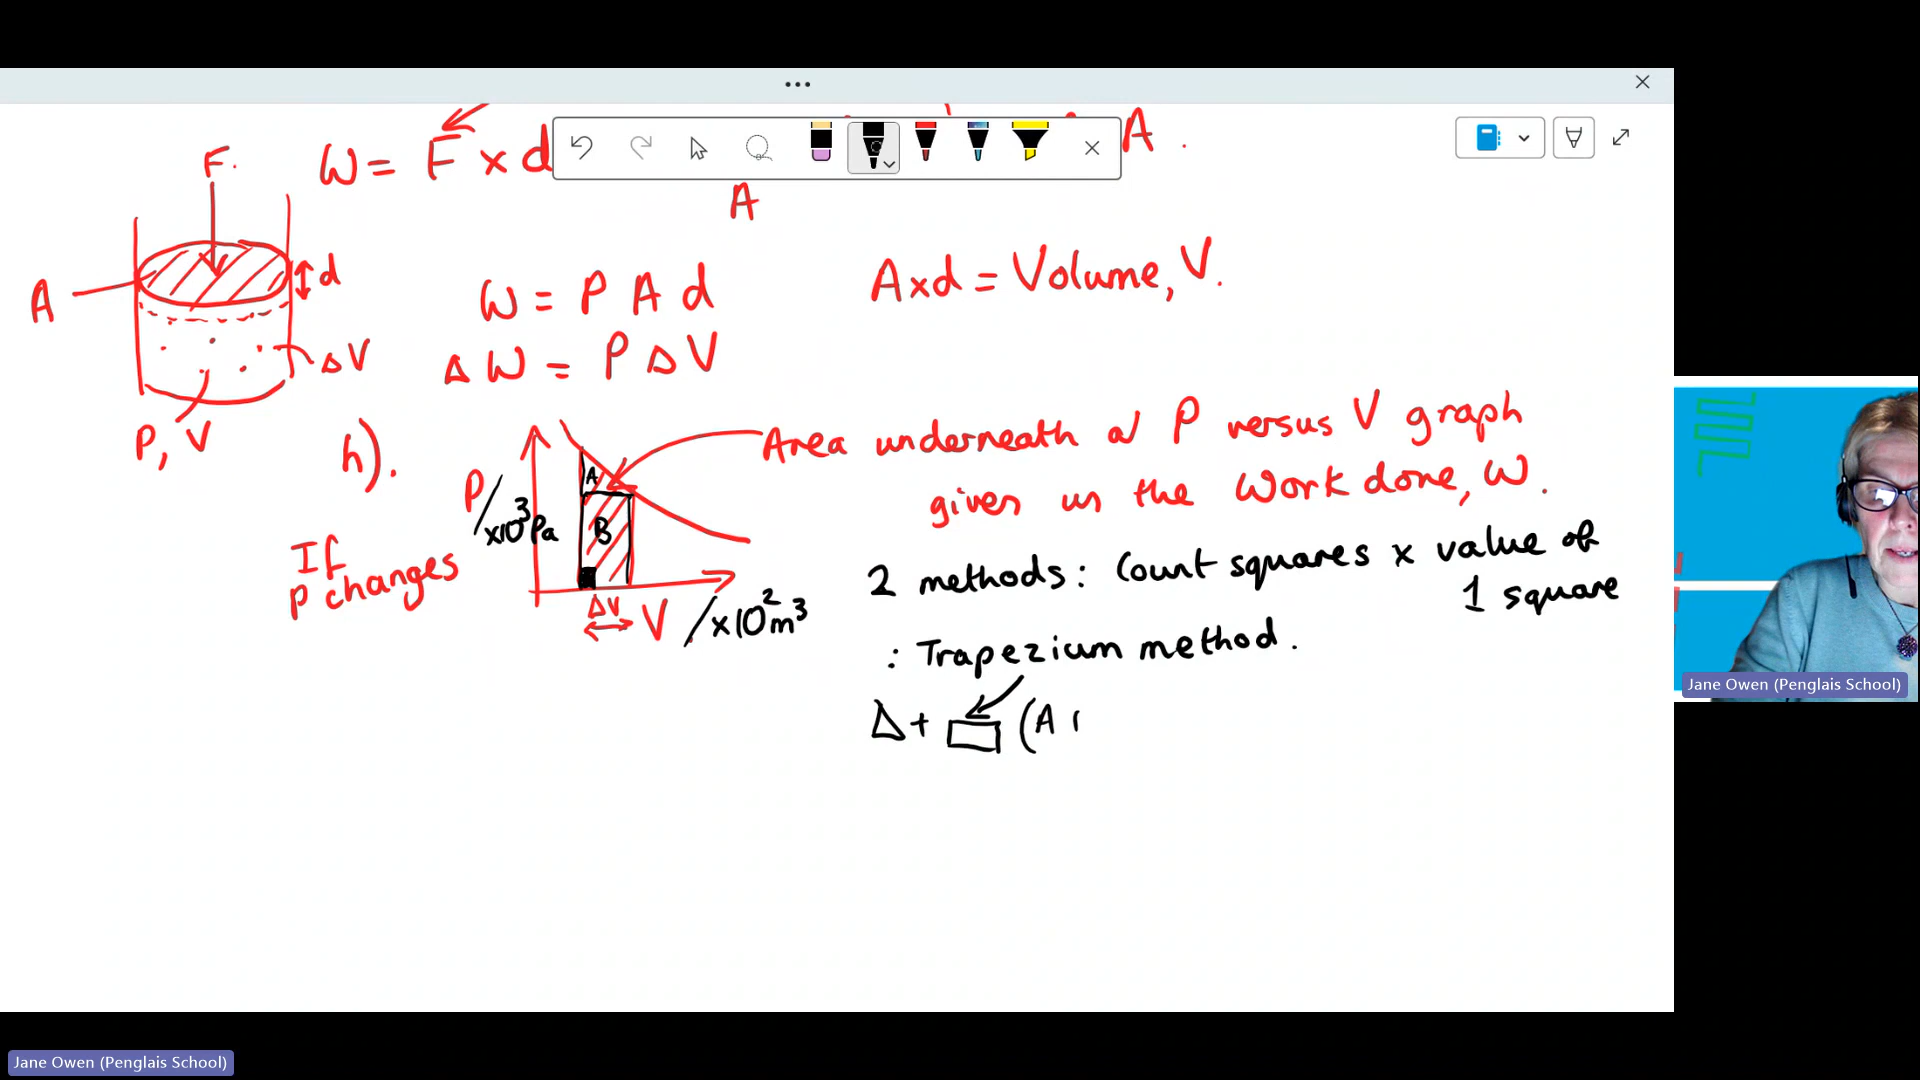 F.
W = F x d
A .
A
d
A
W = P A d
A x d = Volume, V.
ΔW = P ΔV
ΔV
P, V
h).
Area underneath a P versus V graph
gives us the Work done, W.
P
/x10³Pa
A
B
If
P changes
ΔV
V /x10²m³
2 methods: Count squares x value of
1 square
: Trapezium method.
Δ + ▭ (A
Jane Owen (Penglais School)
Jane Owen (Penglais School)